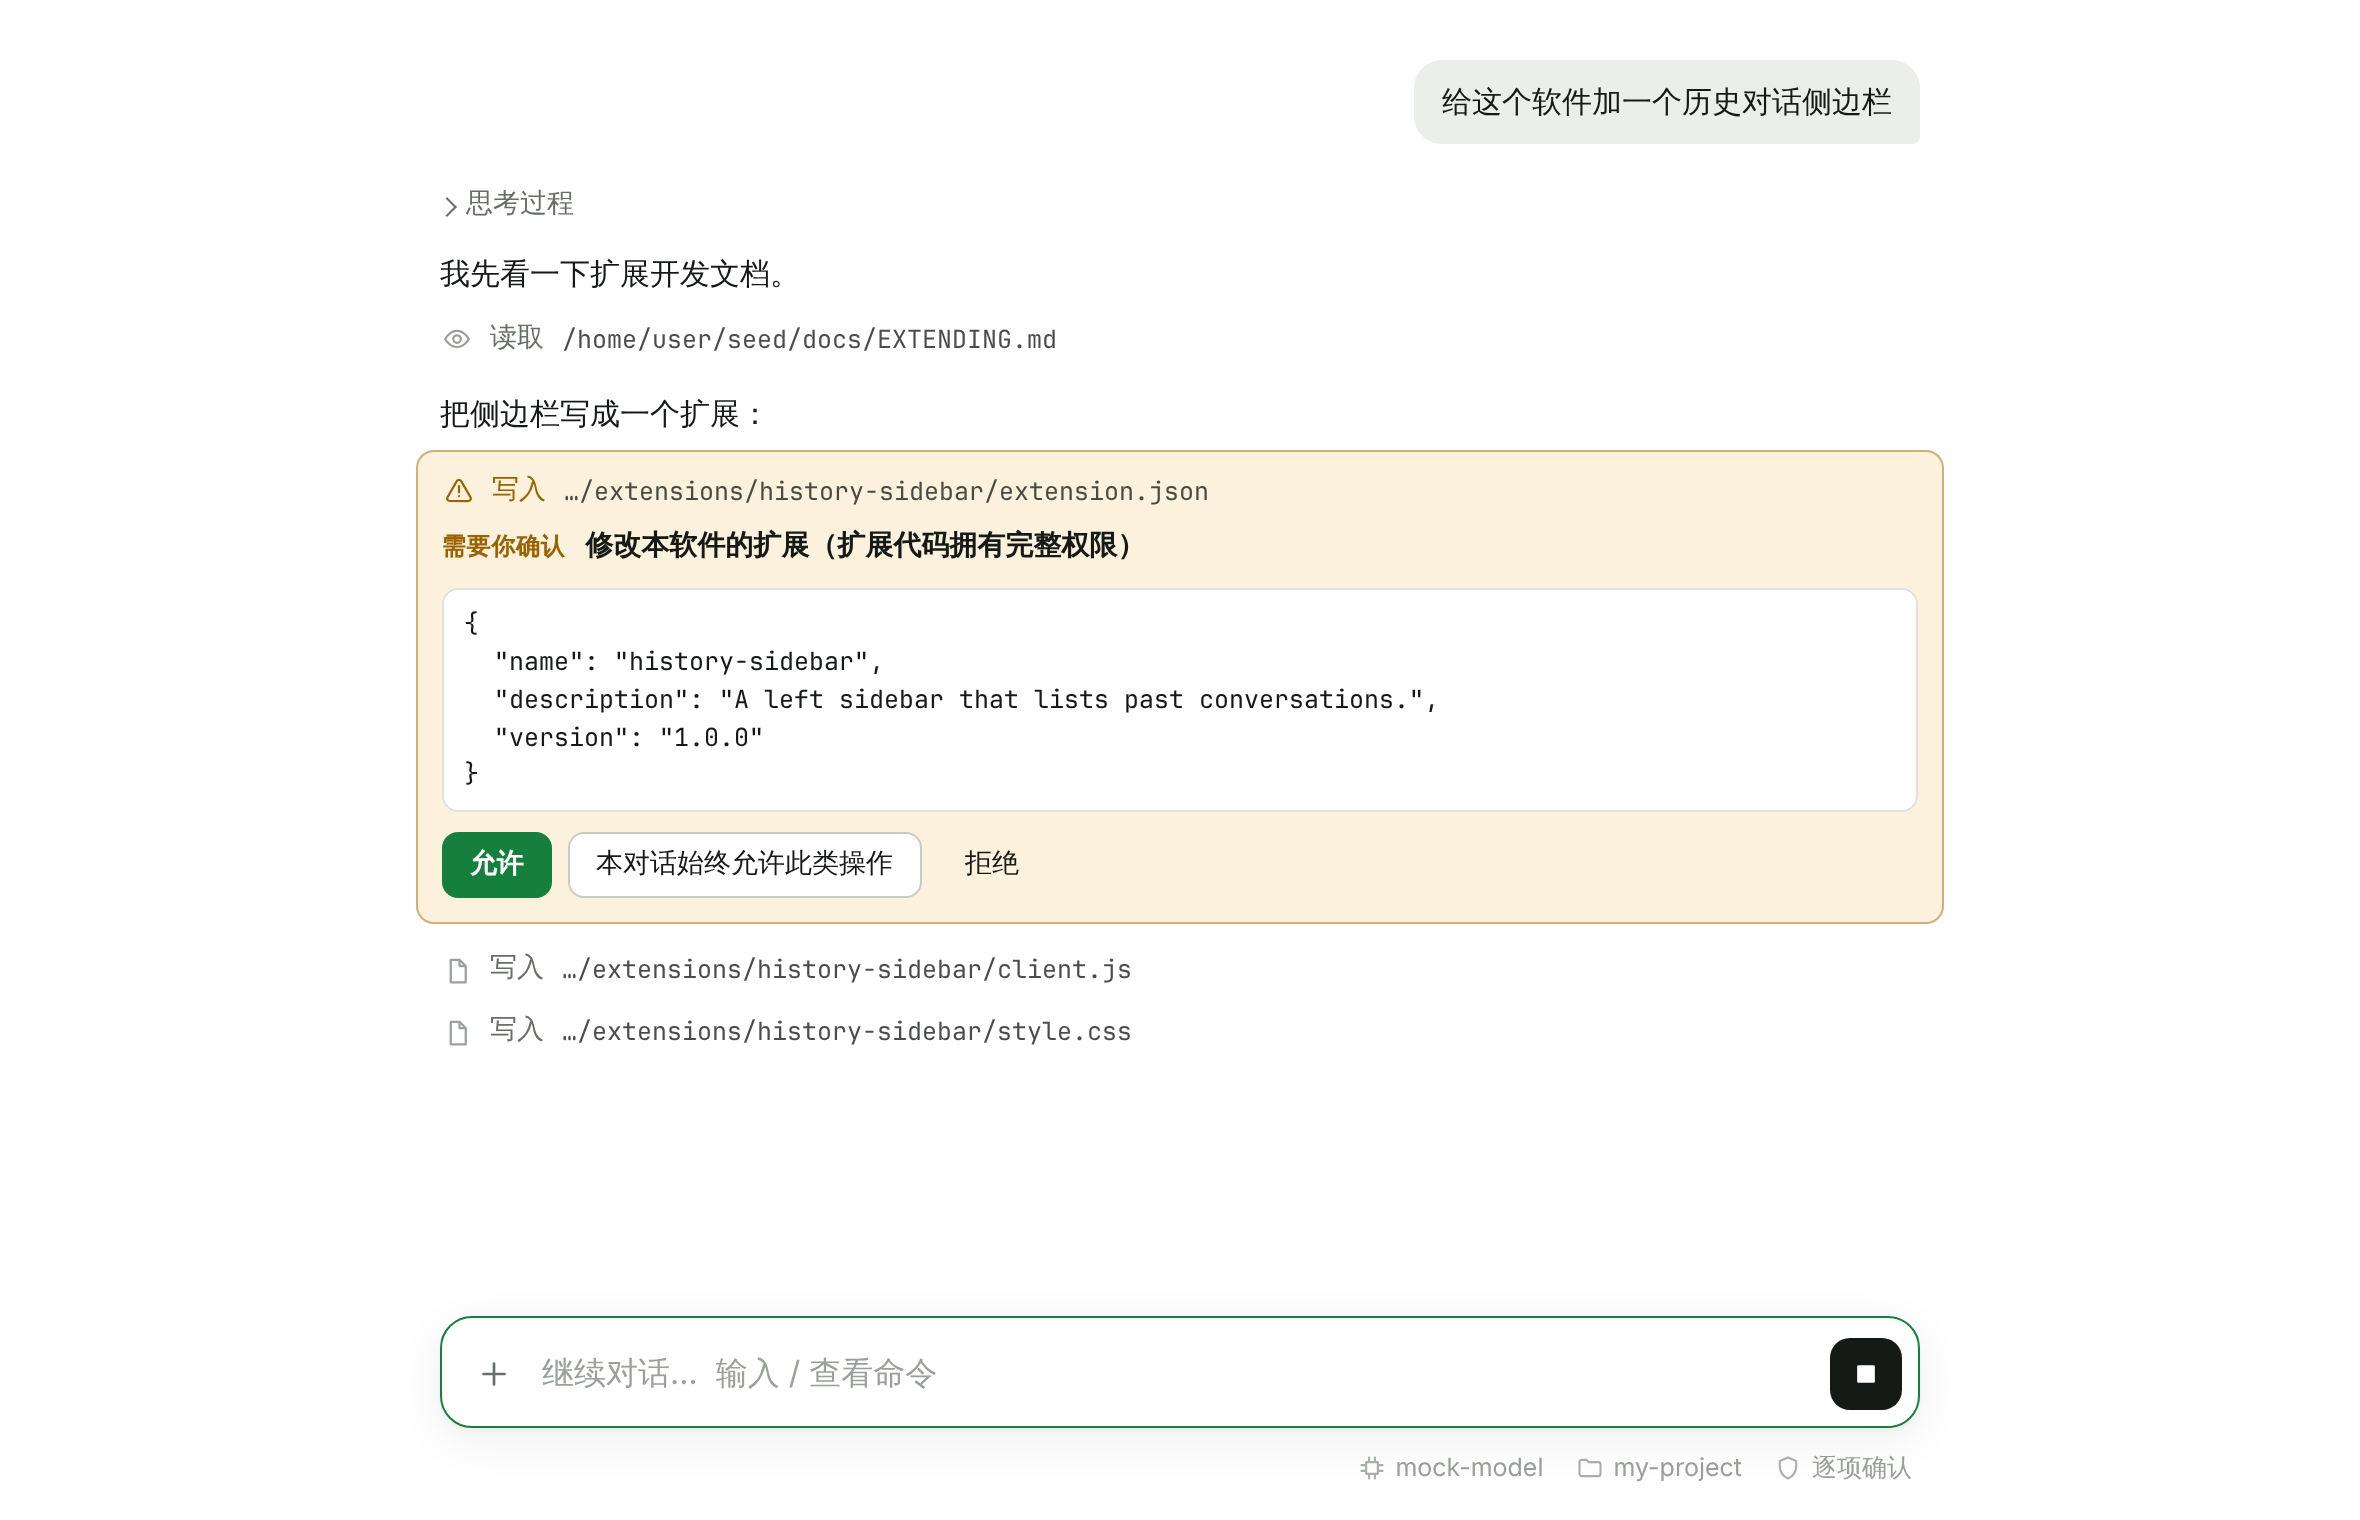 给这个软件加一个历史对话侧边栏
思考过程
我先看一下扩展开发文档。
读取 /home/user/seed/docs/EXTENDING.md
把侧边栏写成一个扩展：
写入 …/extensions/history-sidebar/extension.json
需要你确认 修改本软件的扩展（扩展代码拥有完整权限）
{
  "name": "history-sidebar",
  "description": "A left sidebar that lists past conversations.",
  "version": "1.0.0"
}
允许 本对话始终允许此类操作 拒绝
写入 …/extensions/history-sidebar/client.js
写入 …/extensions/history-sidebar/style.css
继续对话… 输入 / 查看命令
mock-model my-project 逐项确认